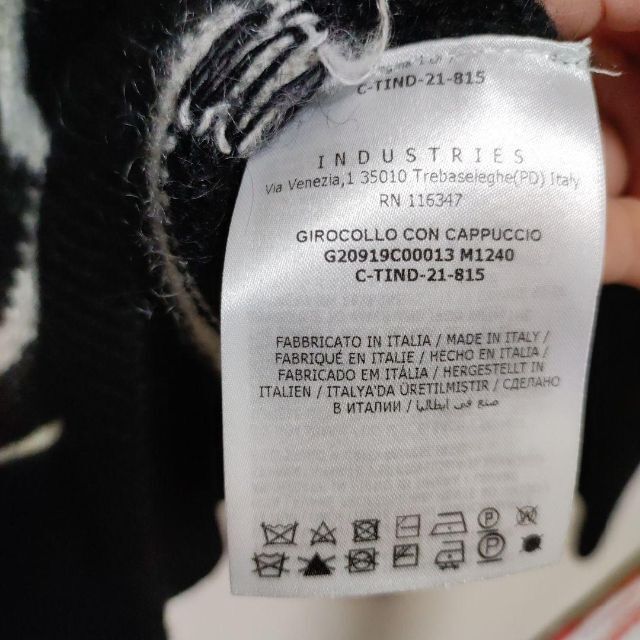 C-TIND-21-815
INDUSTRIES
Via Venezia,1 35010 Trebaseleghe(PD) Italy
RN 116347
GIROCOLLO CON CAPPUCCIO
G20919C00013 M1240
C-TIND-21-815
FABBRICATO IN ITALIA / MADE IN ITALY /
FABRIQUÉ EN ITALIE / HECHO EN ITALIA /
FABRICADO EM ITÁLIA / HERGESTELLT IN
ITALIEN / ITALYA'DA ÜRETILMISTIR / СДЕЛАНО
В ИТАЛИИ / صنع في ايطاليا
P
P